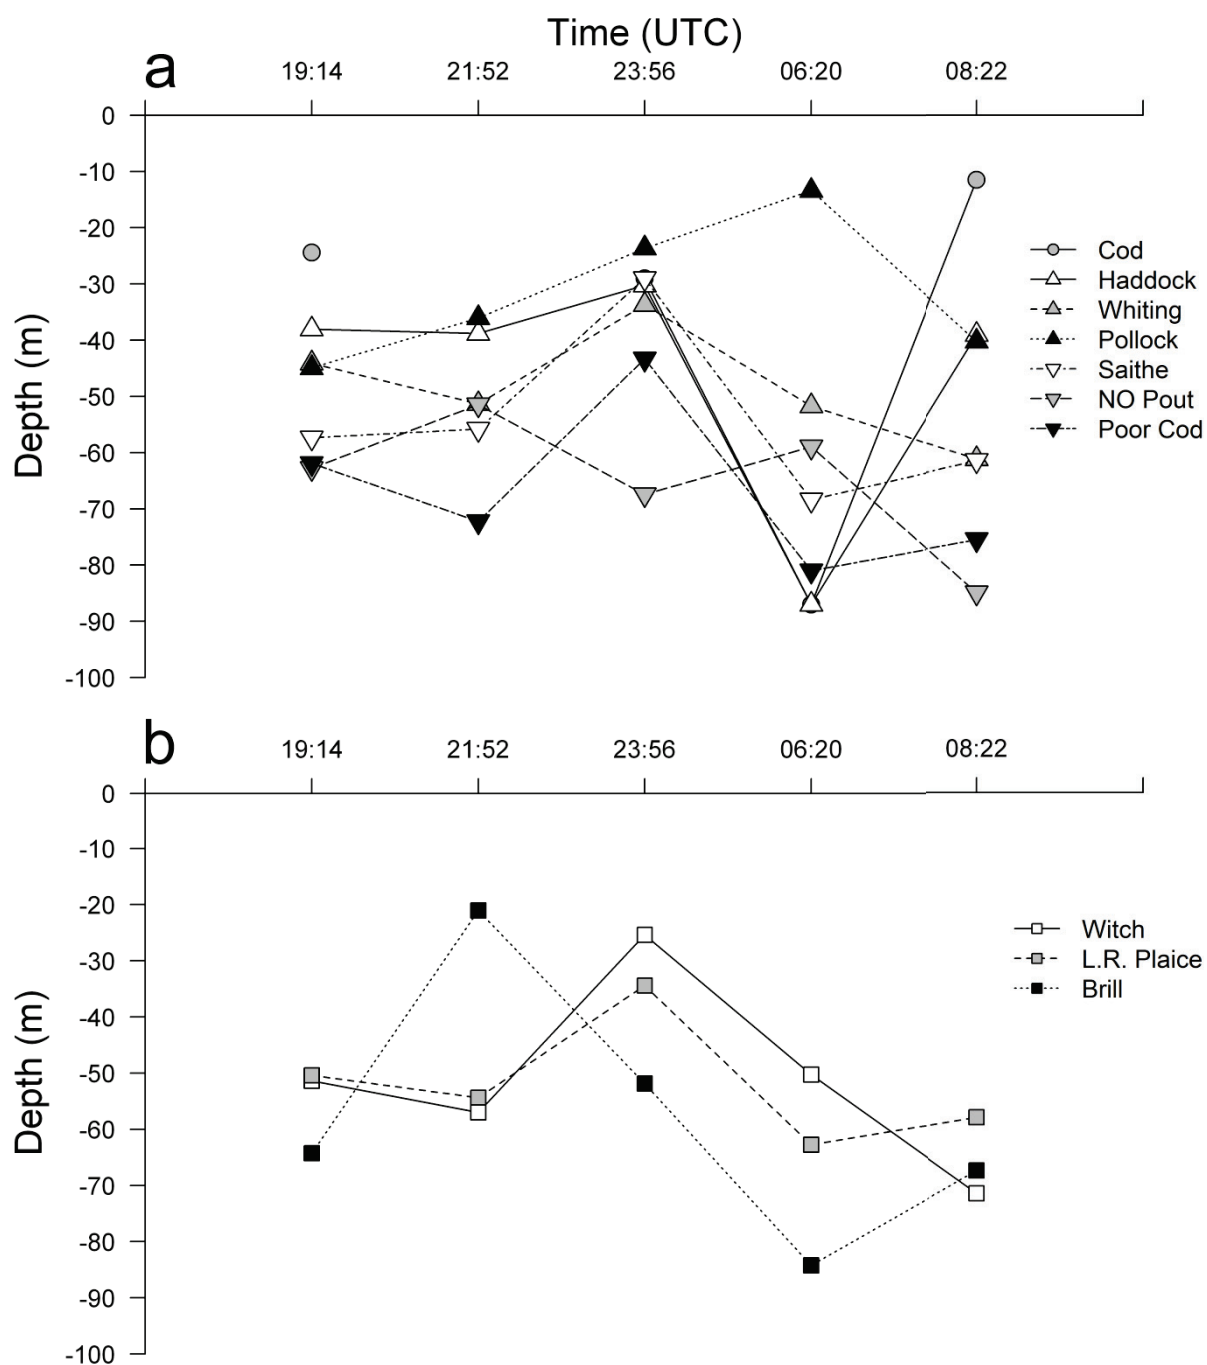 Time (UTC)
a
19:14 21:52 23:56 06:20 08:22
0
-10
-20
-30
-40
-50
-60
-70
-80
-90
-100
Depth (m)
Cod
Haddock
Whiting
Pollock
Saithe
NO Pout
Poor Cod
b
19:14 21:52 23:56 06:20 08:22
0
-10
-20
-30
-40
-50
-60
-70
-80
-90
-100
Depth (m)
Witch
L.R. Plaice
Brill